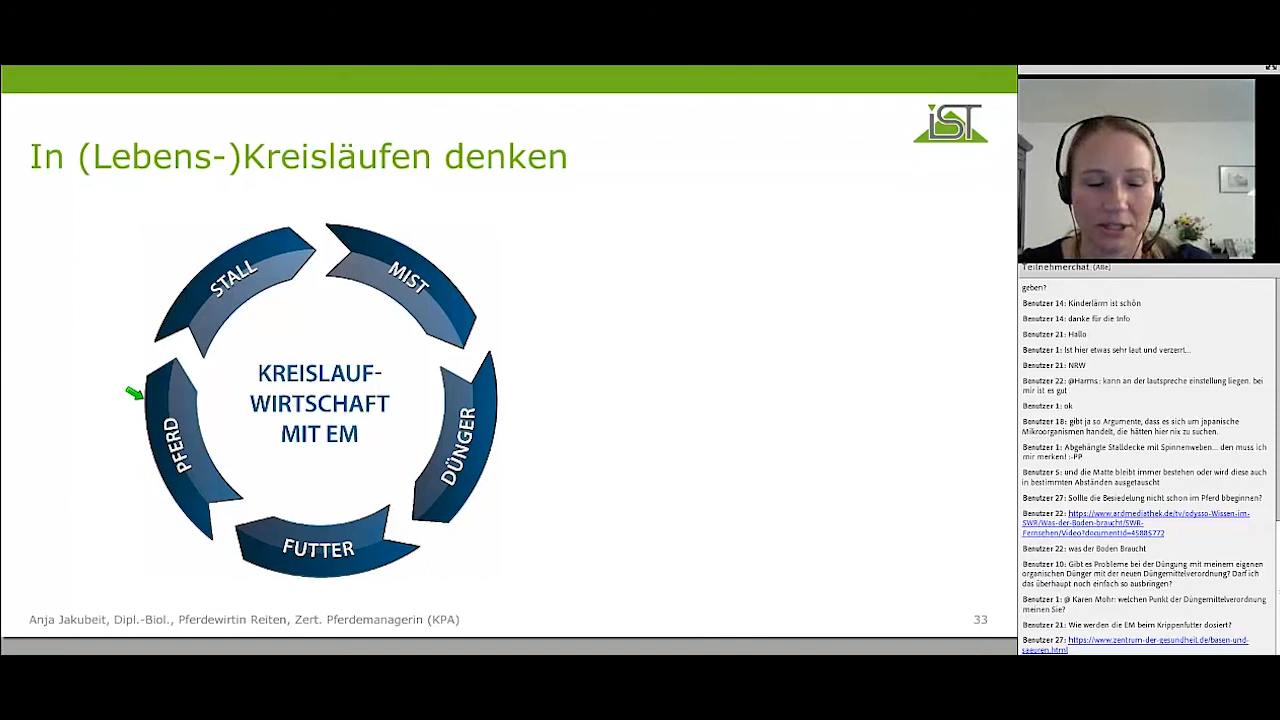 iST
In (Lebens-)Kreisläufen denken
STALL
MIST
KREISLAUF-
WIRTSCHAFT
MIT EM
PFERD
DÜNGER
FUTTER
Anja Jakubeit, Dipl.-Biol., Pferdewirtin Reiten, Zert. Pferdemanagerin (KPA)
33
Teilnehmerchat (Alle)
geben?
Benutzer 14: Kinderlärm ist schön
Benutzer 14: danke für die Info
Benutzer 21: Hallo
Benutzer 1: Ist hier etwas sehr laut und verzerrt...
Benutzer 21: NRW
Benutzer 22: @Harms.: kann an der lautspreche einstellung liegen. bei
mir ist es gut
Benutzer 1: ok
Benutzer 18: gibt ja so Argumente, dass es sich um japanische
Mikroorganismen handelt, die hätten hier nix zu suchen.
Benutzer 1: Abgehängte Stalldecke mit Spinnenweben... den muss ich
mir merken! :-PP
Benutzer 5: und die Matte bleibt immer bestehen oder wird diese auch
in bestimmten Abständen ausgetauscht
Benutzer 27: Sollte die Besiedelung nicht schon im Pferd bbeginnen?
Benutzer 22: https://www.ardmediathek.de/tv/odysso-Wissen-im-
SWR/Was-der-Boden-braucht/SWR-
Fernsehen/Video?documentId=45885772
Benutzer 22: was der Boden Braucht
Benutzer 10: Gibt es Probleme bei der Düngung mit meinem eigenen
organischen Dünger mit der neuen Düngemittelverordnung? Darf ich
das überhaupt noch einfach so ausbringen?
Benutzer 1: @ Karen Mohr: welchen Punkt der Düngemittelverordnung
meinen Sie?
Benutzer 21: Wie werden die EM beim Krippenfutter dosiert?
Benutzer 27: https://www.zentrum-der-gesundheit.de/basen-und-
saeuren.html